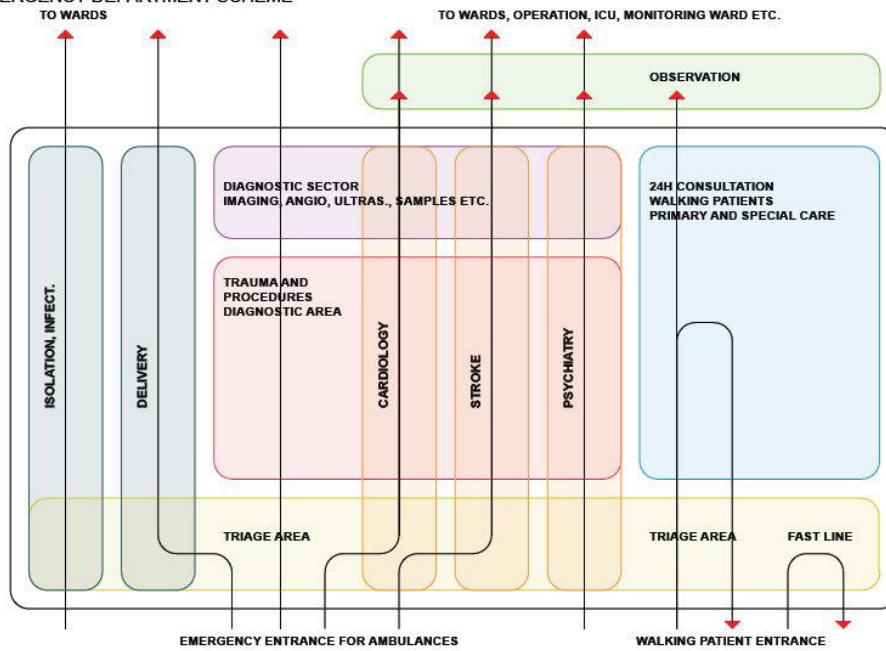 DEPARTMENT SCHEME
TO WARDS
TO WARDS, OPERATION, ICU, MONITORING WARD ETC.
OBSERVATION
DIAGNOSTIC SECTOR
IMAGING, ANGIO, ULTRAS., SAMPLES ETC.
24H CONSULTATION
WALKING PATIENTS
PRIMARY AND SPECIAL CARE
TRAUMA AND
PROCEDURES
DIAGNOSTIC AREA
ISOLATION, INFECT.
DELIVERY
CARDIOLOGY
STROKE
PSYCHIATRY
TRIAGE AREA
TRIAGE AREA
FAST LINE
EMERGENCY ENTRANCE FOR AMBULANCES
WALKING PATIENT ENTRANCE